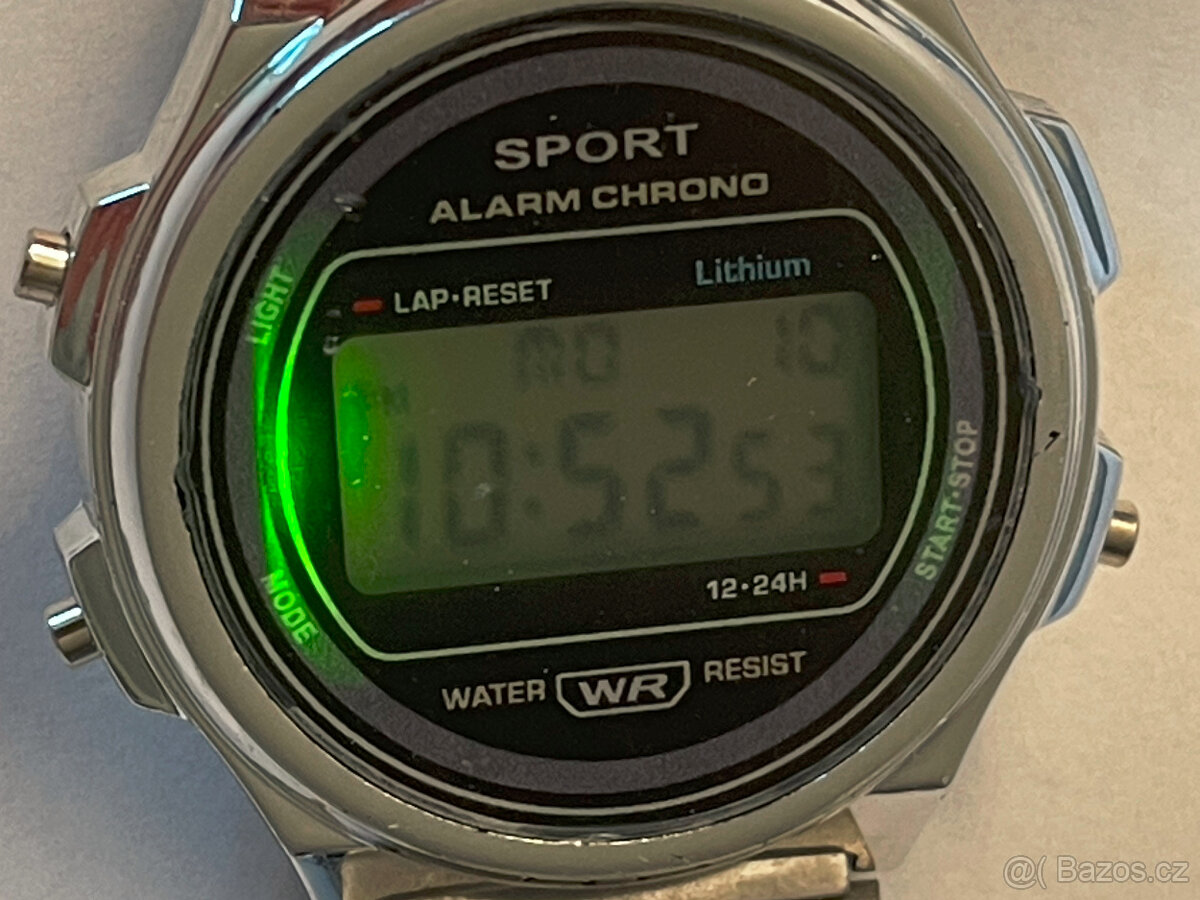 SPORT
ALARM CHRONO
Lithium
LAP·RESET
LIGHT
MO 10
10:52 53
START·STOP
MODE
12·24H
WATER WR RESIST
@( Bazos.cz